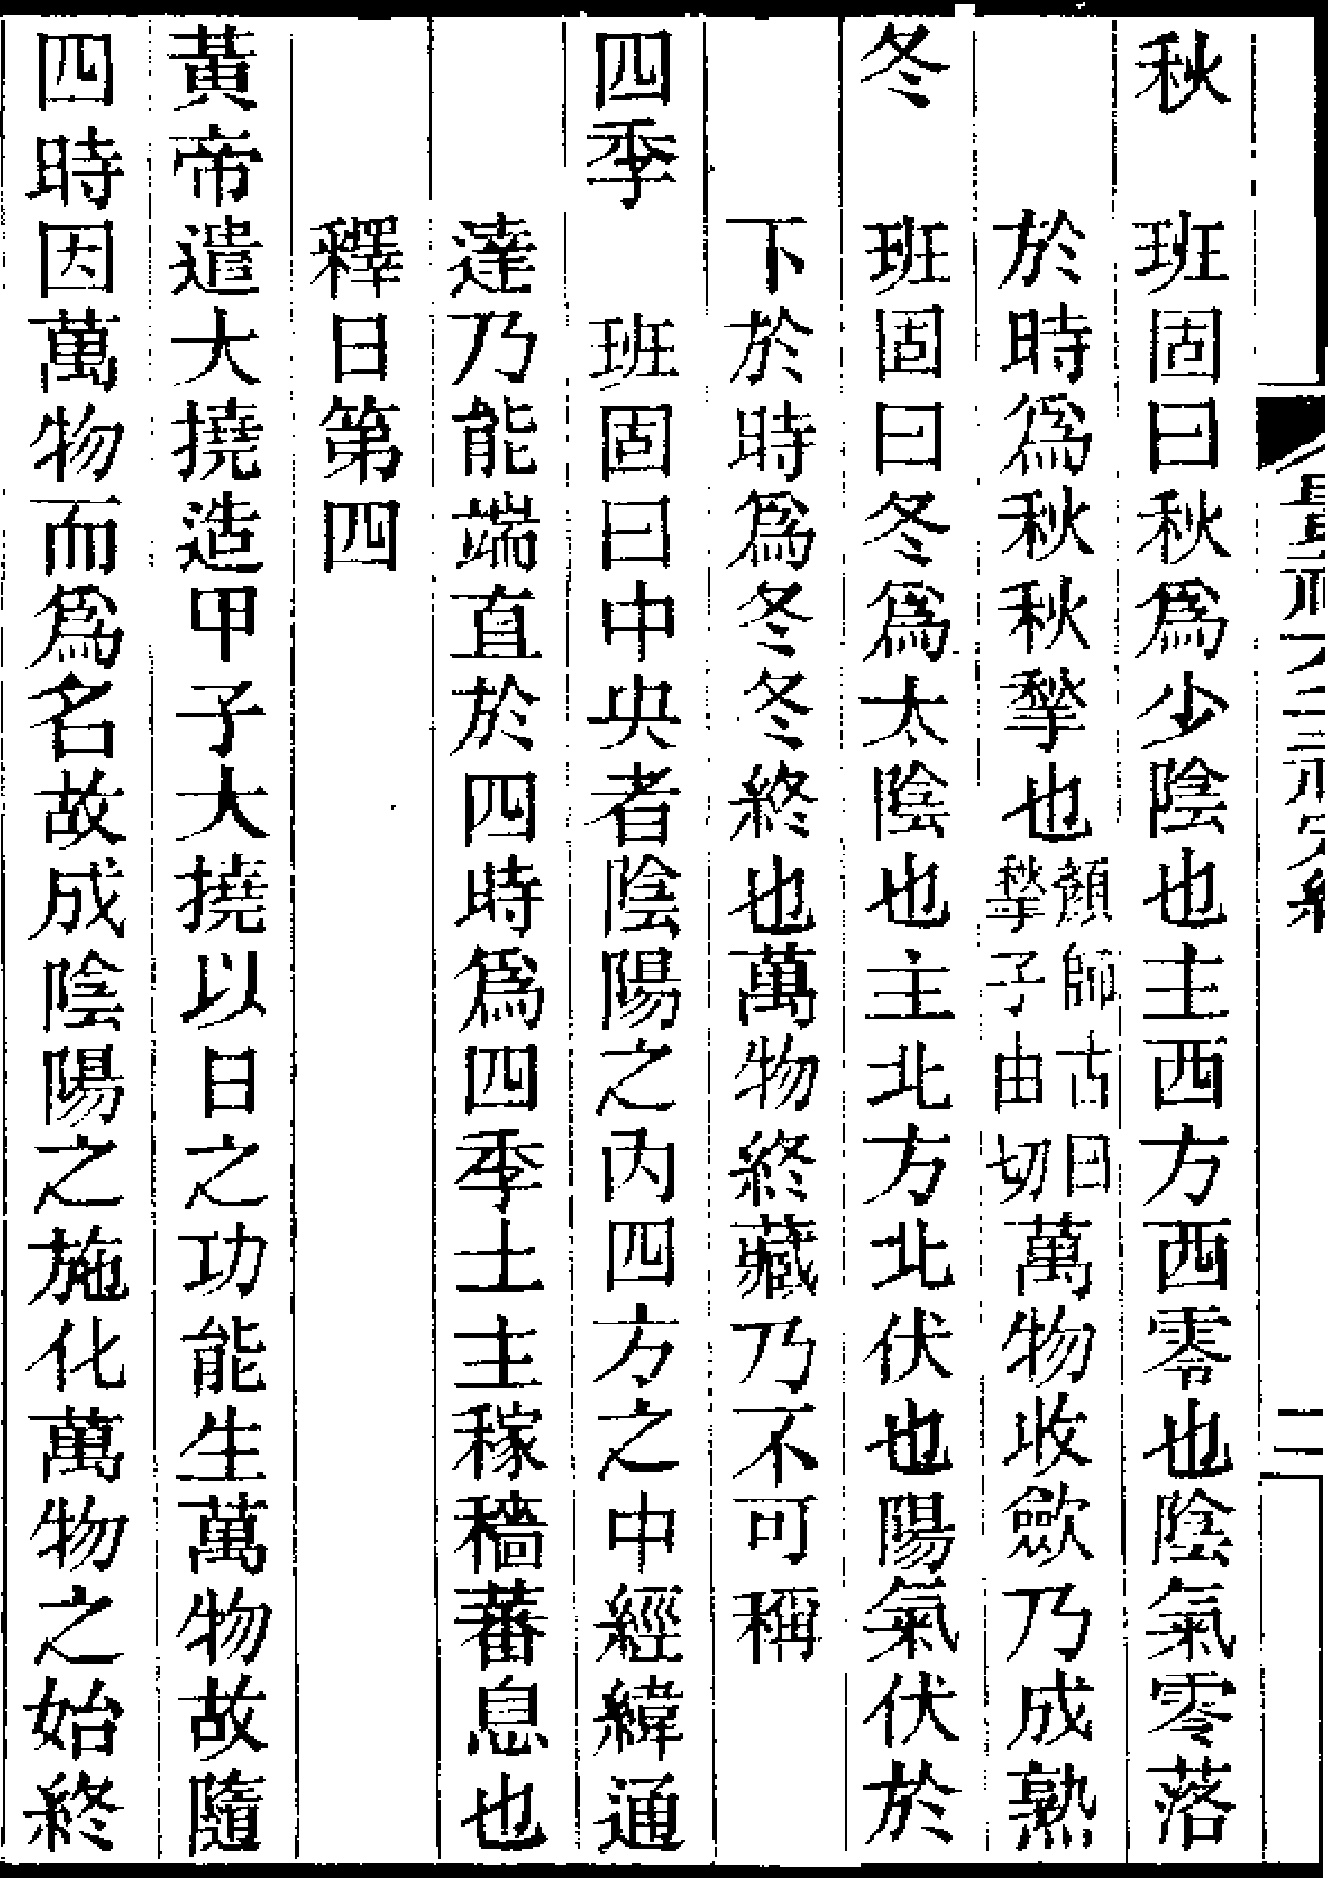 秋　班固曰秋爲少陰也主西方西零也陰氣零落
於時爲秋秋揫也顔師古曰揫子由切萬物收斂乃成熟
冬　班固曰冬爲太陰也主北方北伏也陽氣伏於
下於時爲冬冬終也萬物終藏乃不可稱
四季　班固曰中央者陰陽之内四方之中經緯通
達乃能端直於四時爲四季土主稼穡蕃息也
釋日第四
黃帝遣大撓造甲子大撓以日之功能生萬物故隨
四時因萬物而爲名故成陰陽之施化萬物之始終